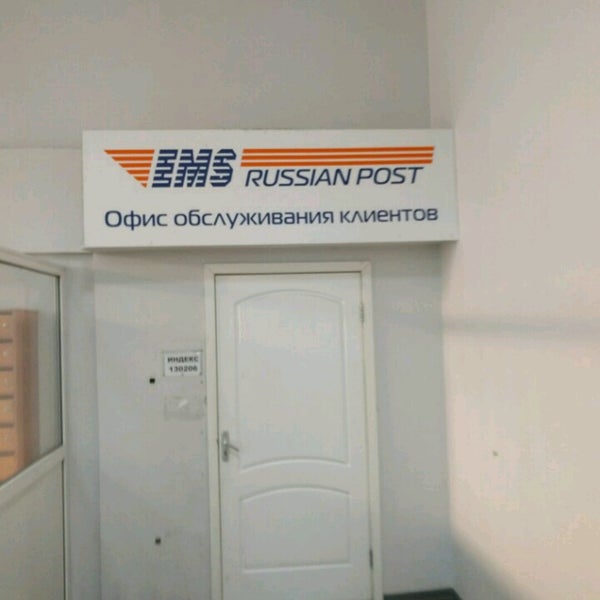 EMS RUSSIAN POST
Офис обслуживания клиентов
ИНДЕКС
130206